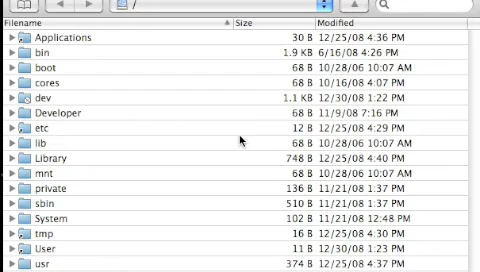 /
Filename Size Modified
Applications 30 B 12/25/08 4:36 PM
bin 1.9 KB 6/16/08 4:26 PM
boot 68 B 10/28/06 10:07 AM
cores 68 B 10/16/08 4:07 PM
dev 1.1 KB 12/30/08 1:22 PM
Developer 68 B 11/9/08 7:16 PM
etc 12 B 12/25/08 4:29 PM
lib 68 B 10/28/06 10:07 AM
Library 748 B 12/25/08 4:40 PM
mnt 68 B 10/28/06 10:07 AM
private 136 B 11/21/08 1:37 PM
sbin 510 B 11/21/08 1:37 PM
System 102 B 11/21/08 12:48 PM
tmp 16 B 12/25/08 4:30 PM
User 11 B 12/30/08 1:23 PM
usr 374 B 12/25/08 4:37 PM